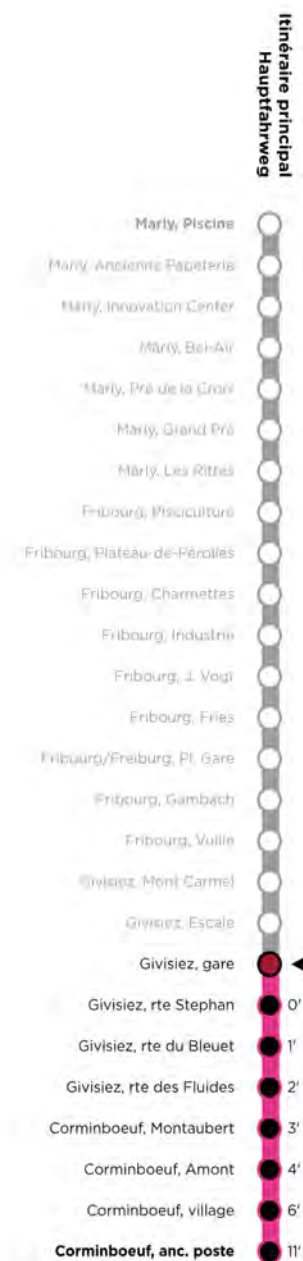 Itinéraire principal
Hauptfahrweg
Marly, Piscine
Marly, Ancienne Papeterie
Marly, Innovation Center
Marly, Bel-Air
Marly, Pré de la Croix
Marly, Grand Pré
Marly, Les Rittes
Fribourg, Pisciculture
Fribourg, Plateau-de-Pérolles
Fribourg, Charmettes
Fribourg, Industrie
Fribourg, J. Vogt
Fribourg, Fries
Fribourg/Freiburg, Pl. Gare
Fribourg, Gambach
Fribourg, Vuille
Givisiez, Mont Carmel
Givisiez, Escale
Givisiez, gare
Givisiez, rte Stephan 0'
Givisiez, rte du Bleuet 1'
Givisiez, rte des Fluides 2'
Corminboeuf, Montaubert 3'
Corminboeuf, Amont 4'
Corminboeuf, village 6'
Corminboeuf, anc. poste 11'